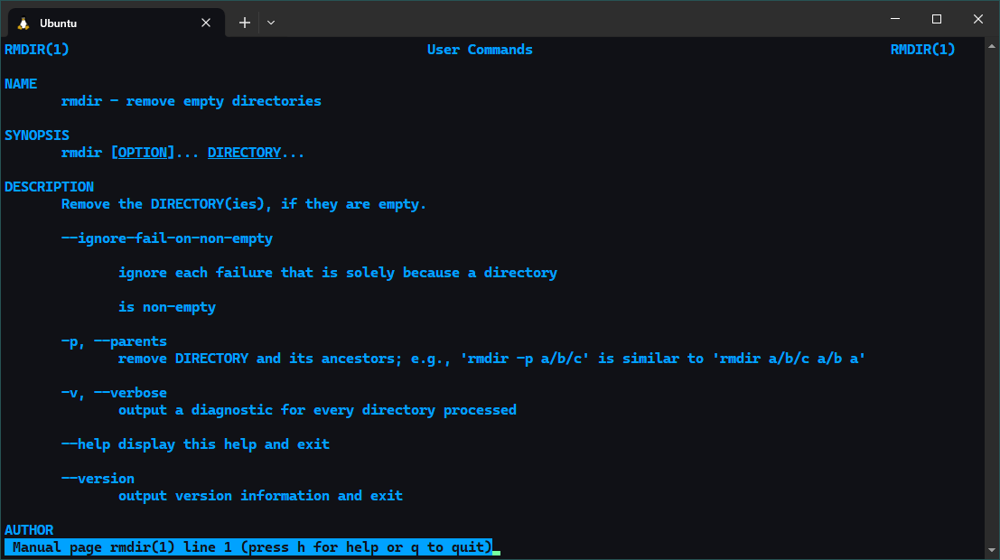 Ubuntu
RMDIR(1) User Commands RMDIR(1)
NAME
rmdir - remove empty directories
SYNOPSIS
rmdir [OPTION]... DIRECTORY...
DESCRIPTION
Remove the DIRECTORY(ies), if they are empty.
--ignore-fail-on-non-empty
ignore each failure that is solely because a directory
is non-empty
-p, --parents
remove DIRECTORY and its ancestors; e.g., 'rmdir -p a/b/c' is similar to 'rmdir a/b/c a/b a'
-v, --verbose
output a diagnostic for every directory processed
--help display this help and exit
--version
output version information and exit
AUTHOR
Manual page rmdir(1) line 1 (press h for help or q to quit)